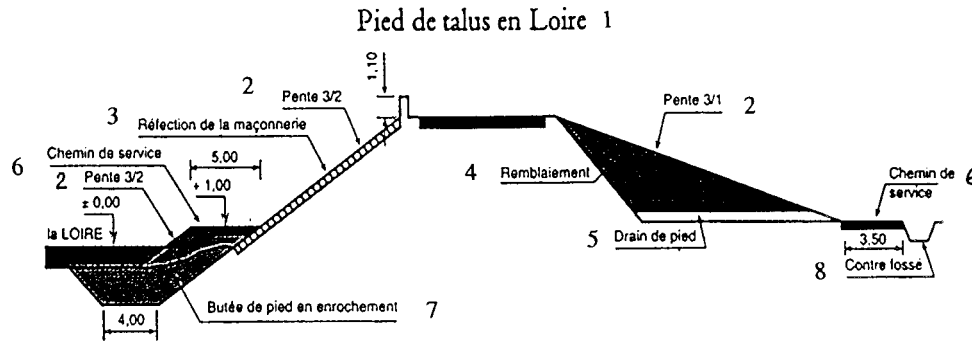 Pied de talus en Loire 1
1,10
2
Pente 3/2
Pente 3/1 2
3
Réfection de la maçonnerie
6
Chemin de service
5,00
4
Remblaiement
Chemin de 6
service
2
Pente 3/2
+ 1,00
± 0,00
la LOIRE
5 Drain de pied
3.50
8 Contre fossé
Butée de pied en enrochement 7
4,00